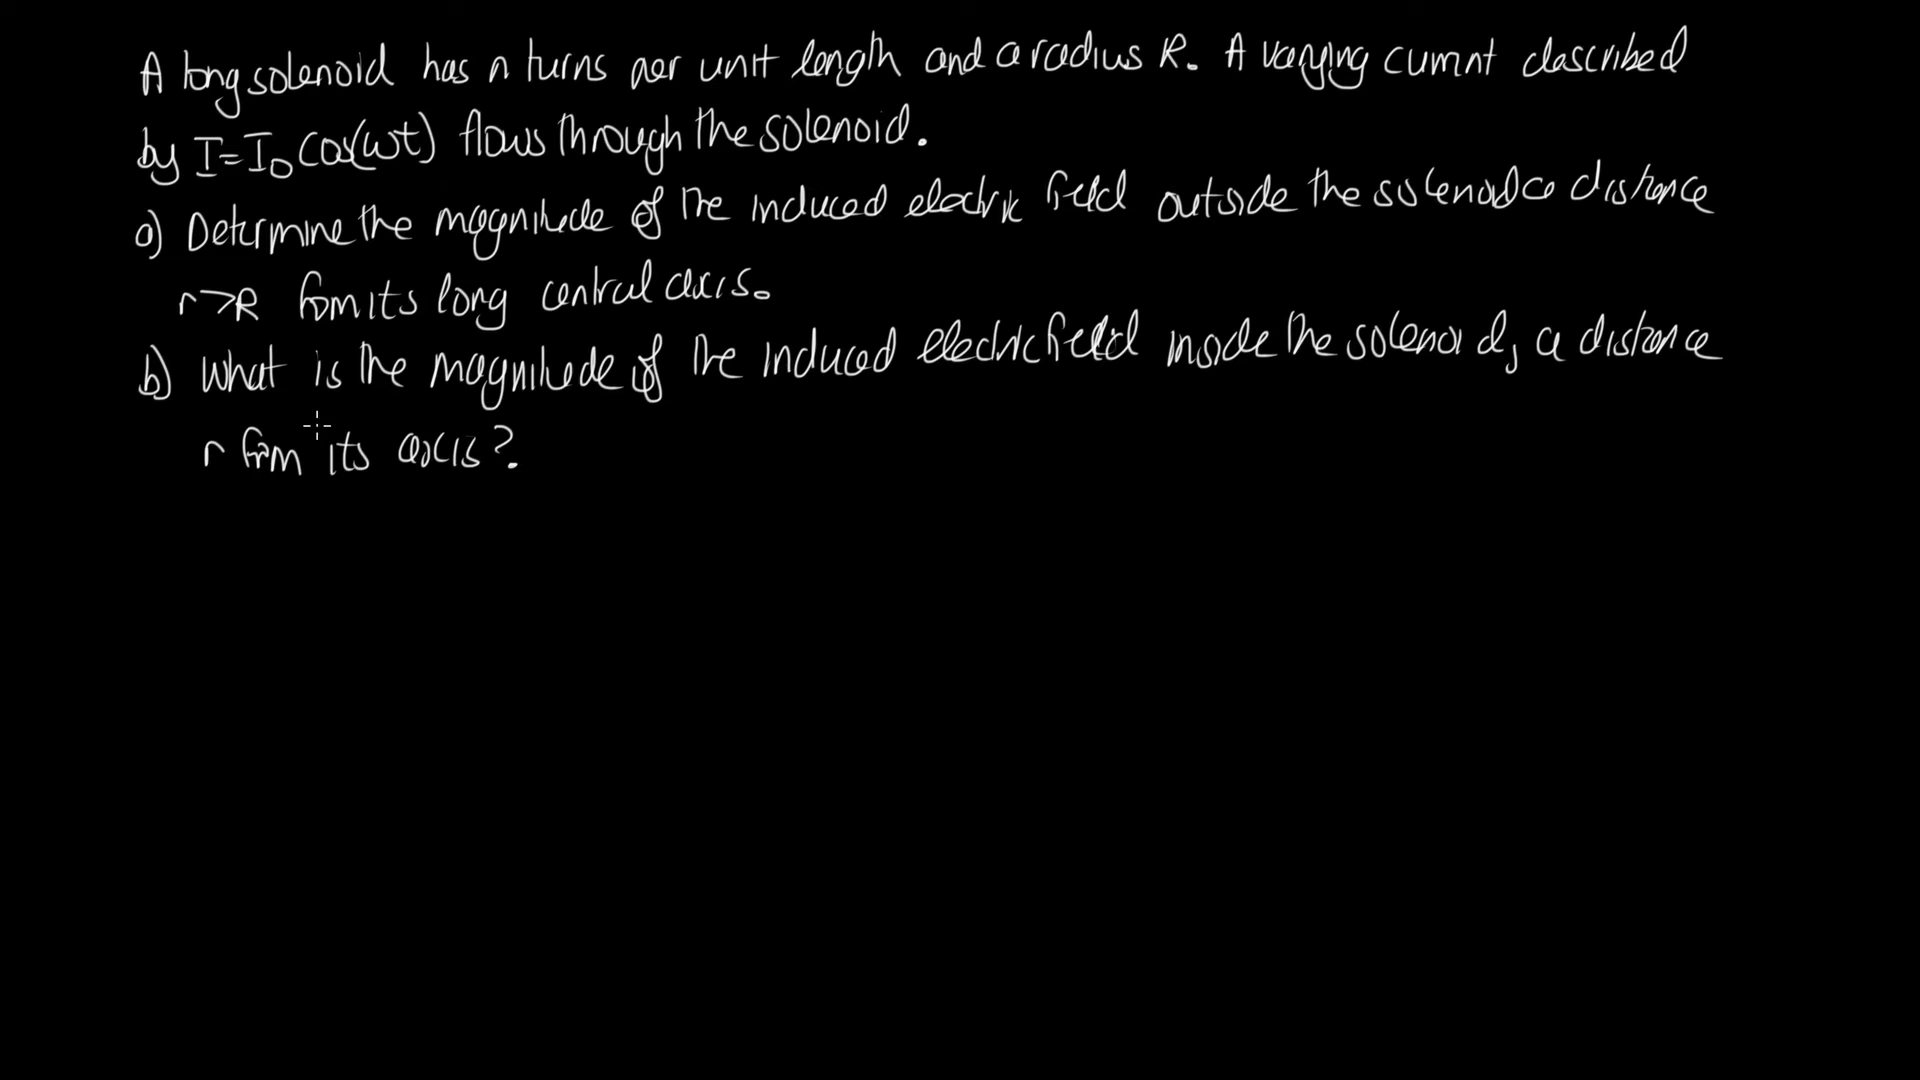 A long solenoid has n turns per unit length and a radius R. A varying current described
by I=I₀ cos(ωt) flows through the solenoid.
a) Determine the magnitude of the induced electric field outside the solenoid a distance
r>R from its long central axis.
b) What is the magnitude of the induced electric field inside the solenoid, a distance
r from its axis?